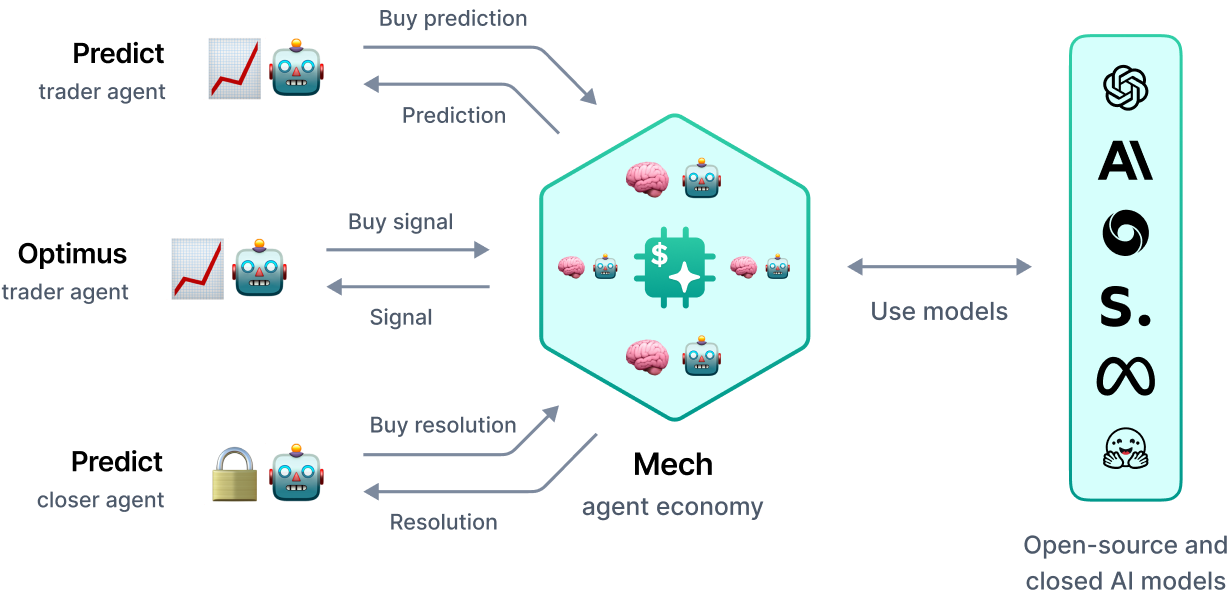 Buy prediction
Predict
trader agent
Prediction
Buy signal
Optimus
trader agent
Signal
Buy resolution
Predict
closer agent
Resolution
$
Mech
agent economy
Use models
A\
S.
Open-source and
closed AI models